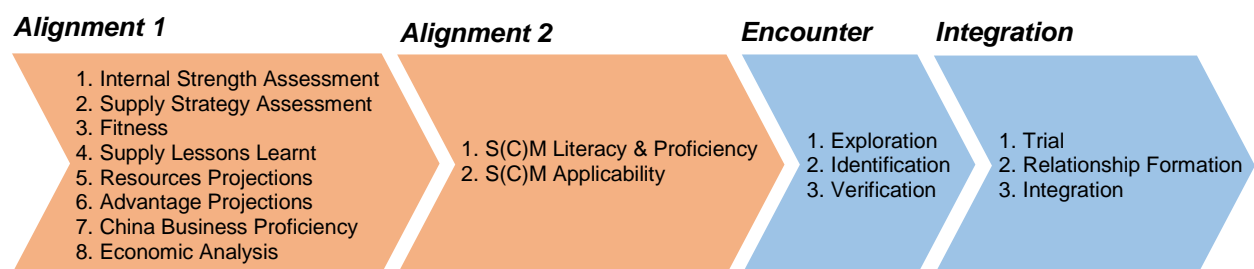 Alignment 1
1. Internal Strength Assessment
2. Supply Strategy Assessment
3. Fitness
4. Supply Lessons Learnt
5. Resources Projections
6. Advantage Projections
7. China Business Proficiency
8. Economic Analysis
Alignment 2
1. S(C)M Literacy & Proficiency
2. S(C)M Applicability
Encounter
1. Exploration
2. Identification
3. Verification
Integration
1. Trial
2. Relationship Formation
3. Integration